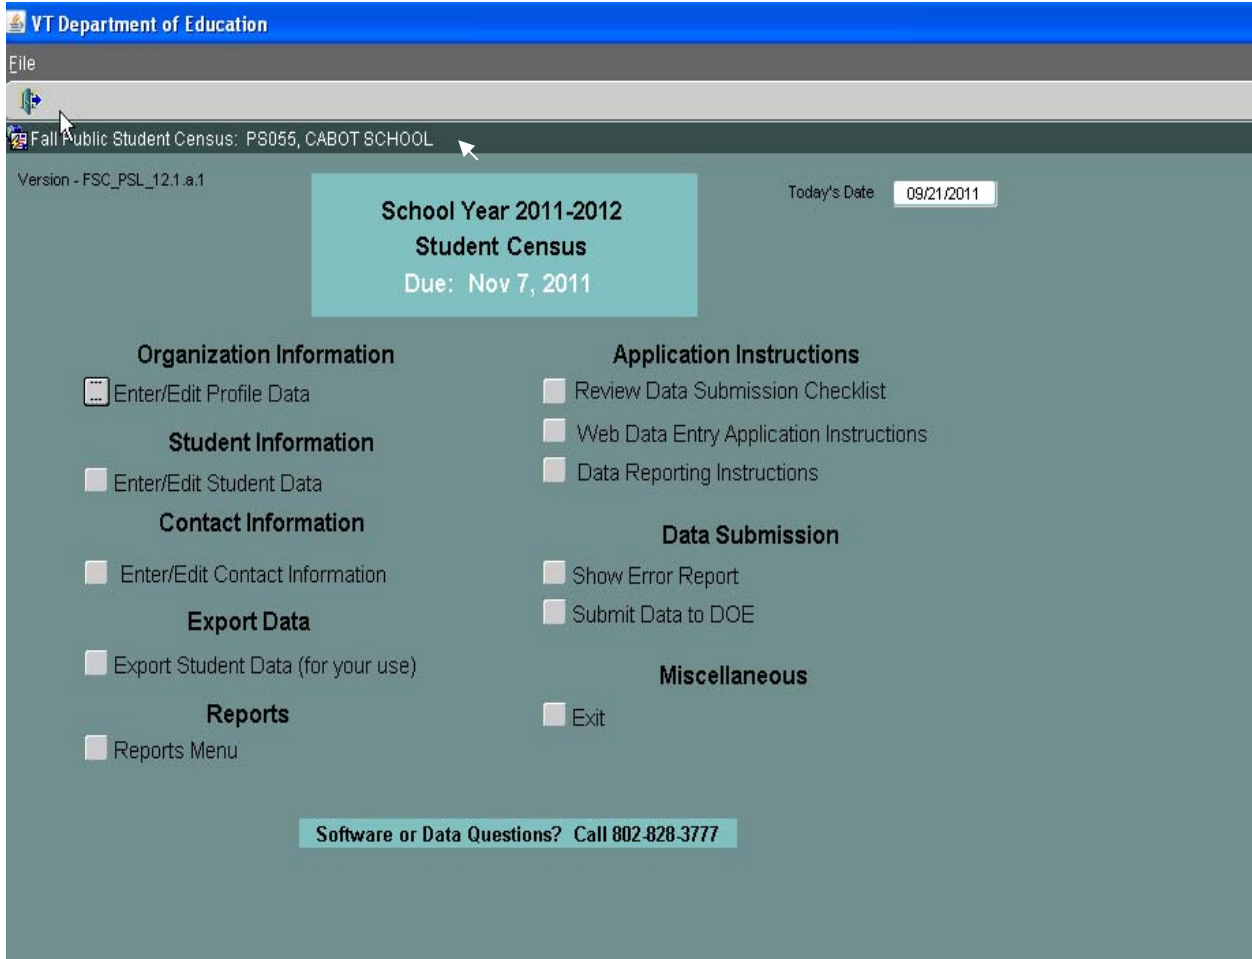 VT Department of Education
File
Fall Public Student Census: PS055, CABOT SCHOOL
Version - FSC_PSL_12.1.a.1
School Year 2011-2012
Student Census
Due: Nov 7, 2011
Today's Date 09/21/2011
Organization Information
... Enter/Edit Profile Data
Student Information
Enter/Edit Student Data
Contact Information
Enter/Edit Contact Information
Export Data
Export Student Data (for your use)
Reports
Reports Menu
Application Instructions
Review Data Submission Checklist
Web Data Entry Application Instructions
Data Reporting Instructions
Data Submission
Show Error Report
Submit Data to DOE
Miscellaneous
Exit
Software or Data Questions? Call 802-828-3777